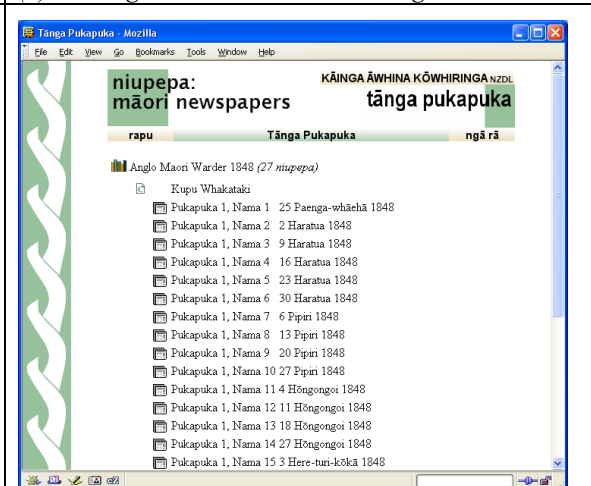 Tānga Pukapuka - Mozilla
File Edit View Go Bookmarks Tools Window Help
KĀINGA ĀWHINA KŌWHIRINGA NZDL
niupepa:
māori newspapers
tānga pukapuka
rapu Tānga Pukapuka ngā rā
Anglo Maori Warder 1848 (27 niupepa)
Kupu Whakataki
Pukapuka 1, Nama 1 25 Paenga-whāehā 1848
Pukapuka 1, Nama 2 2 Haratua 1848
Pukapuka 1, Nama 3 9 Haratua 1848
Pukapuka 1, Nama 4 16 Haratua 1848
Pukapuka 1, Nama 5 23 Haratua 1848
Pukapuka 1, Nama 6 30 Haratua 1848
Pukapuka 1, Nama 7 6 Pipiri 1848
Pukapuka 1, Nama 8 13 Pipiri 1848
Pukapuka 1, Nama 9 20 Pipiri 1848
Pukapuka 1, Nama 10 27 Pipiri 1848
Pukapuka 1, Nama 11 4 Hōngongoi 1848
Pukapuka 1, Nama 12 11 Hōngongoi 1848
Pukapuka 1, Nama 13 18 Hōngongoi 1848
Pukapuka 1, Nama 14 27 Hōngongoi 1848
Pukapuka 1, Nama 15 3 Here-turi-kōkā 1848